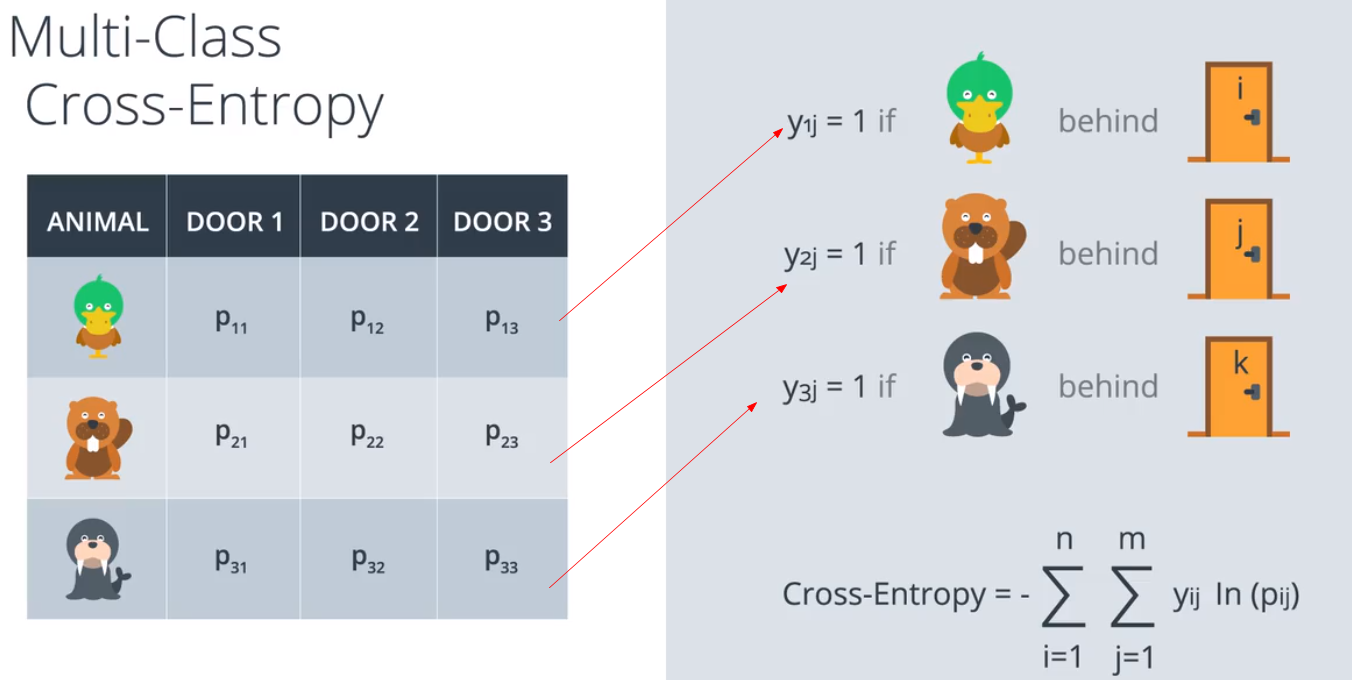 Multi-Class
Cross-Entropy
ANIMAL DOOR 1 DOOR 2 DOOR 3
p11 p12 p13
p21 p22 p23
p31 p32 p33
y1j = 1 if behind i
y2j = 1 if behind j
y3j = 1 if behind k
n m
Cross-Entropy = - ∑ ∑ yij ln (pij)
i=1 j=1